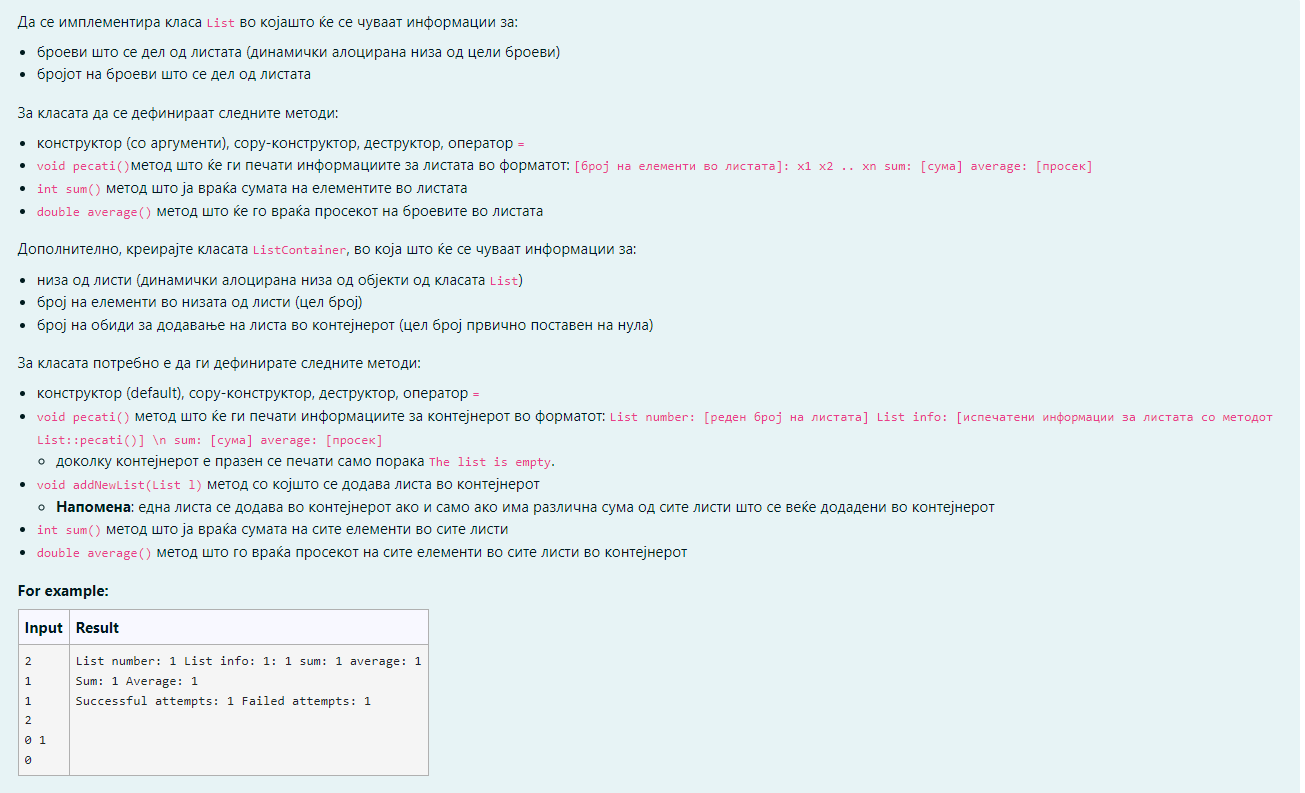 Да се имплементира класа List во којашто ќе се чуваат информации за:
броеви што се дел од листата (динамички алоцирана низа од цели броеви)
бројот на броеви што се дел од листата
За класата да се дефинираат следните методи:
конструктор (со аргументи), copy-конструктор, деструктор, оператор =
void pecati()метод што ќе ги печати информациите за листата во форматот: [број на елементи во листата]: x1 x2 .. xn sum: [сума] average: [просек]
int sum() метод што ја враќа сумата на елементите во листата
double average() метод што ќе го враќа просекот на броевите во листата
Дополнително, креирајте класата ListContainer, во која што ќе се чуваат информации за:
низа од листи (динамички алоцирана низа од објекти од класата List)
број на елементи во низата од листи (цел број)
број на обиди за додавање на листа во контејнерот (цел број првично поставен на нула)
За класата потребно е да ги дефинирате следните методи:
конструктор (default), copy-конструктор, деструктор, оператор =
void pecati() метод што ќе ги печати информациите за контејнерот во форматот: List number: [реден број на листата] List info: [испечатени информации за листата со методот
List::pecati()] \n sum: [сума] average: [просек]
доколку контејнерот е празен се печати само порака The list is empty.
void addNewList(List l) метод со којшто се додава листа во контејнерот
Напомена: една листа се додава во контејнерот ако и само ако има различна сума од сите листи што се веќе додадени во контејнерот
int sum() метод што ја враќа сумата на сите елементи во сите листи
double average() метод што го враќа просекот на сите елементи во сите листи во контејнерот
For example:
Input Result
2 List number: 1 List info: 1: 1 sum: 1 average: 1
1 Sum: 1 Average: 1
1 Successful attempts: 1 Failed attempts: 1
2
0 1
0